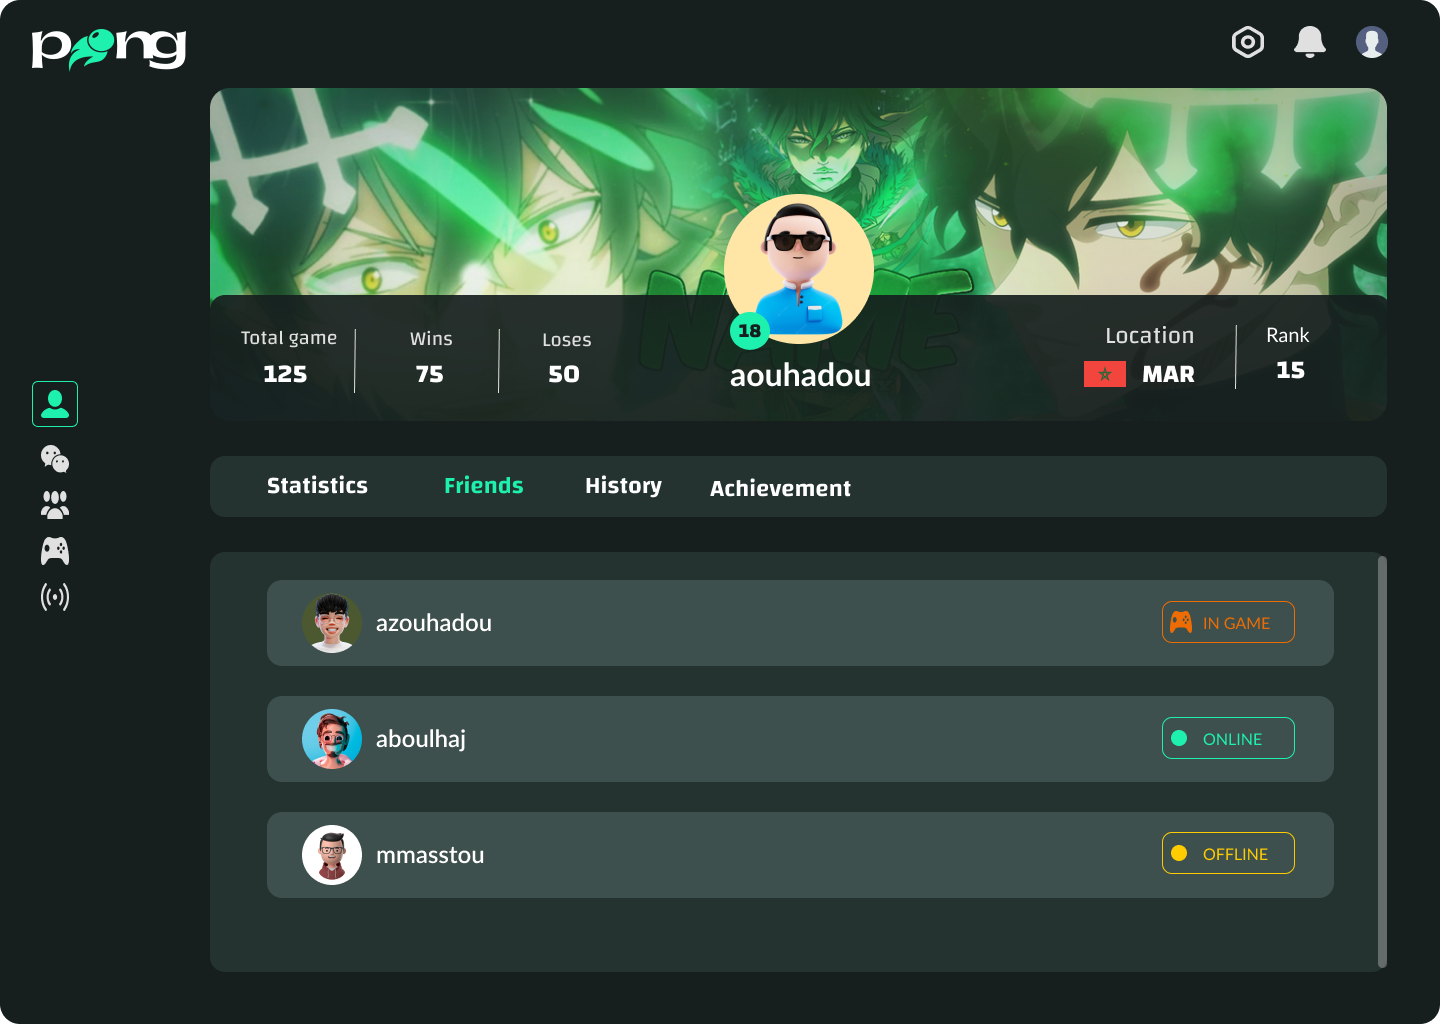 pong
NAME
Total game
125
Wins
75
Loses
50
18
aouhadou
Location
MAR
Rank
15
Statistics
Friends
History
Achievement
azouhadou
IN GAME
aboulhaj
ONLINE
mmasstou
OFFLINE